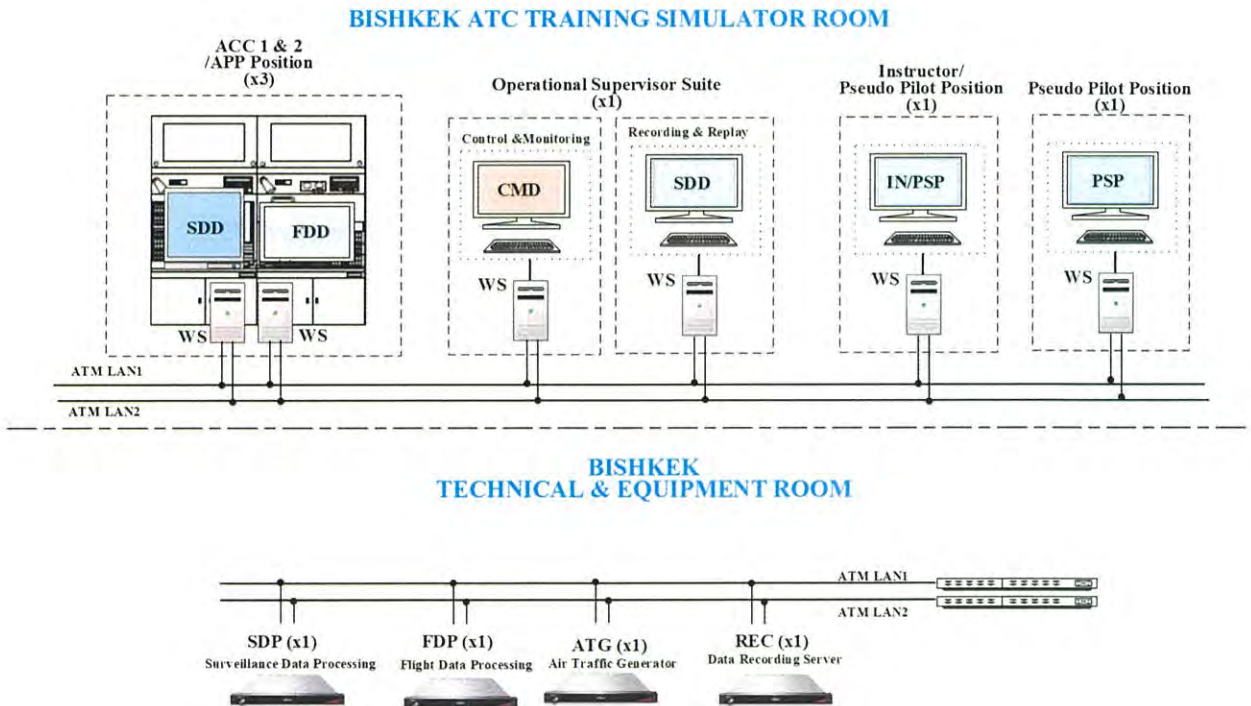 BISHKEK ATC TRAINING SIMULATOR ROOM
ACC 1 & 2
/APP Position
(x3)
SDD
FDD
WS
WS
Operational Supervisor Suite
(x1)
Control &Monitoring
CMD
WS
Recording & Replay
SDD
WS
Instructor/
Pseudo Pilot Position
(x1)
IN/PSP
WS
Pseudo Pilot Position
(x1)
PSP
WS
ATM LAN1
ATM LAN2
BISHKEK
TECHNICAL & EQUIPMENT ROOM
ATM LAN1
ATM LAN2
SDP (x1)
Surveillance Data Processing
FDP (x1)
Flight Data Processing
ATG (x1)
Air Traffic Generator
REC (x1)
Data Recording Server